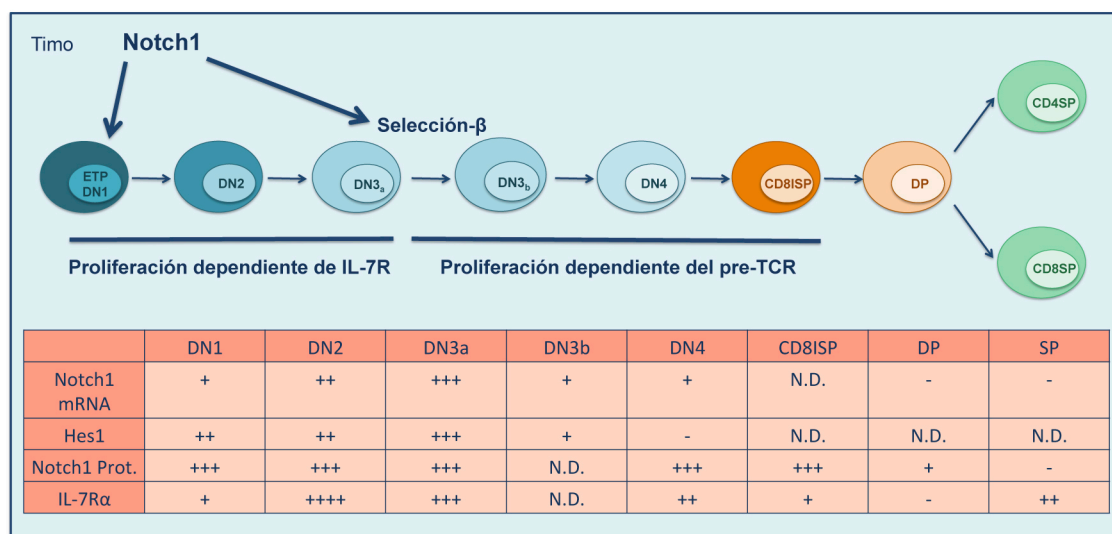 Timo
Notch1
Selección-β
ETP
DN1
DN2
DN3a
DN3b
DN4
CD8ISP
DP
CD4SP
CD8SP
Proliferación dependiente de IL-7R
Proliferación dependiente del pre-TCR
DN1 DN2 DN3a DN3b DN4 CD8ISP DP SP
Notch1 mRNA + ++ +++ + + N.D. - -
Hes1 ++ ++ +++ + - N.D. N.D. N.D.
Notch1 Prot. +++ +++ +++ N.D. +++ +++ + -
IL-7Rα + ++++ +++ N.D. ++ + - ++